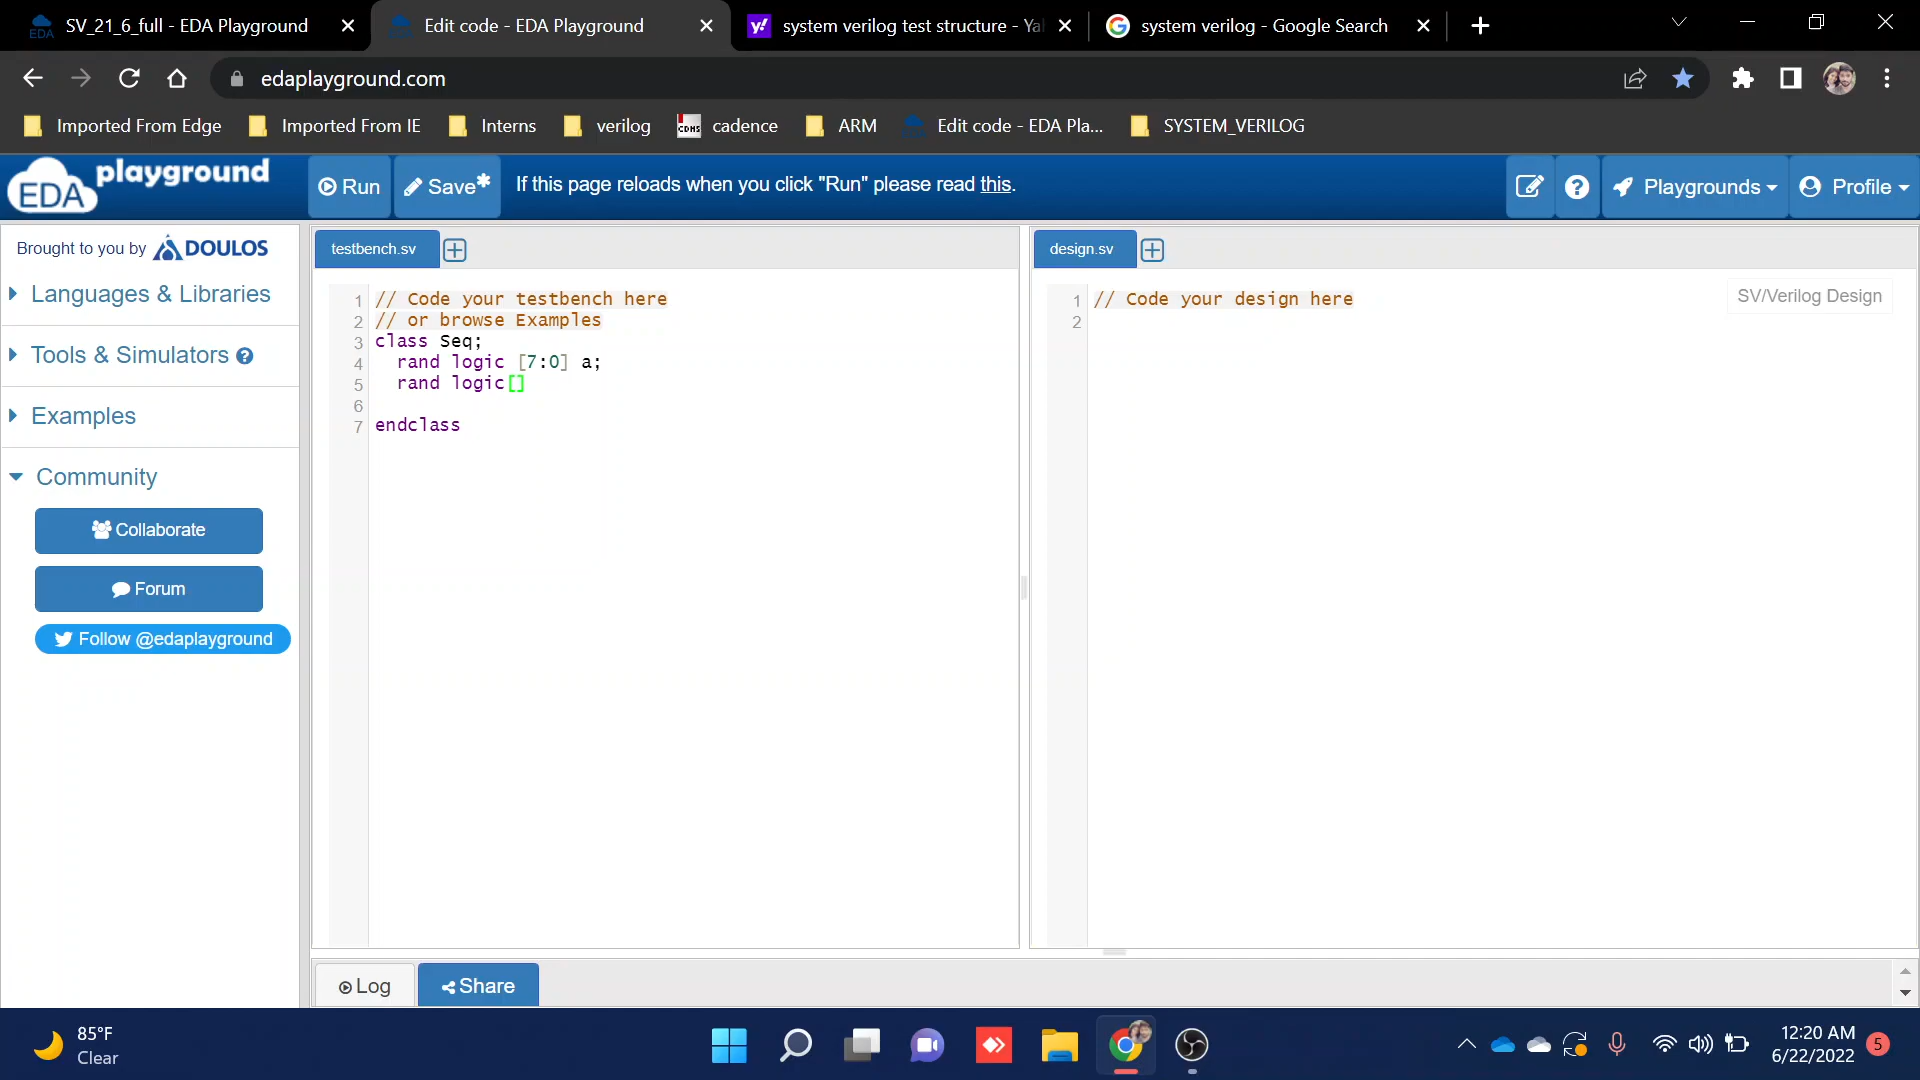 SV_21_6_full - EDA Playground
Edit code - EDA Playground
system verilog test structure - Ya
system verilog - Google Search
edaplayground.com
Imported From Edge
Imported From IE
Interns
verilog
cadence
ARM
Edit code - EDA Pla...
SYSTEM_VERILOG
EDA playground
Run
Save*
If this page reloads when you click "Run" please read this.
Playgrounds
Profile
Brought to you by DOULOS
Languages & Libraries
Tools & Simulators
Examples
Community
Collaborate
Forum
Follow @edaplayground
testbench.sv
1 // Code your testbench here
2 // or browse Examples
3 class Seq;
4 rand logic [7:0] a;
5 rand logic[]
6
7 endclass
design.sv
SV/Verilog Design
1 // Code your design here
2
Log
Share
85°F
Clear
12:20 AM
6/22/2022
5